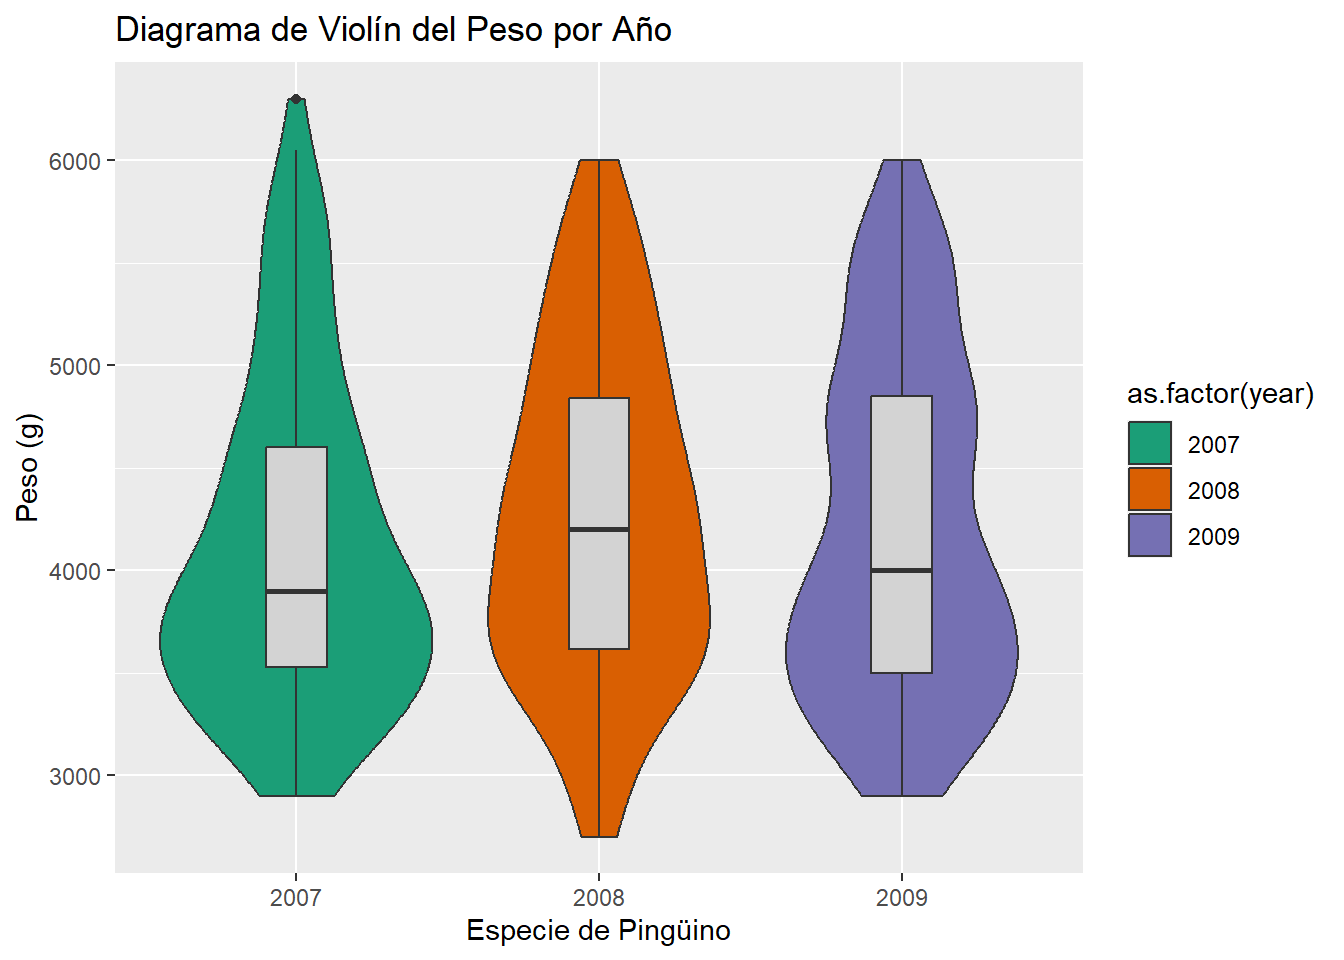 Diagrama de Violín del Peso por Año
Peso (g)
6000
5000
4000
3000
2007
2008
2009
Especie de Pingüino
as.factor(year)
2007
2008
2009